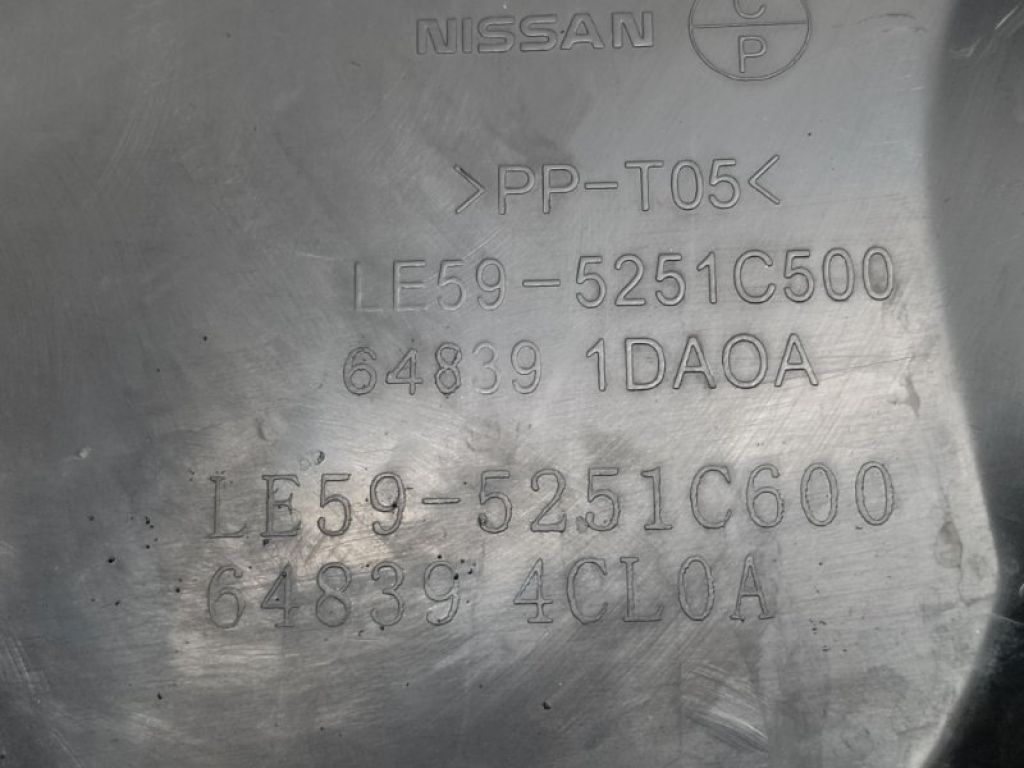 NISSAN
C
P
>PP-T05<
LE59-5251C500
64839 1DA0A
LE59-5251C600
64839 4CL0A